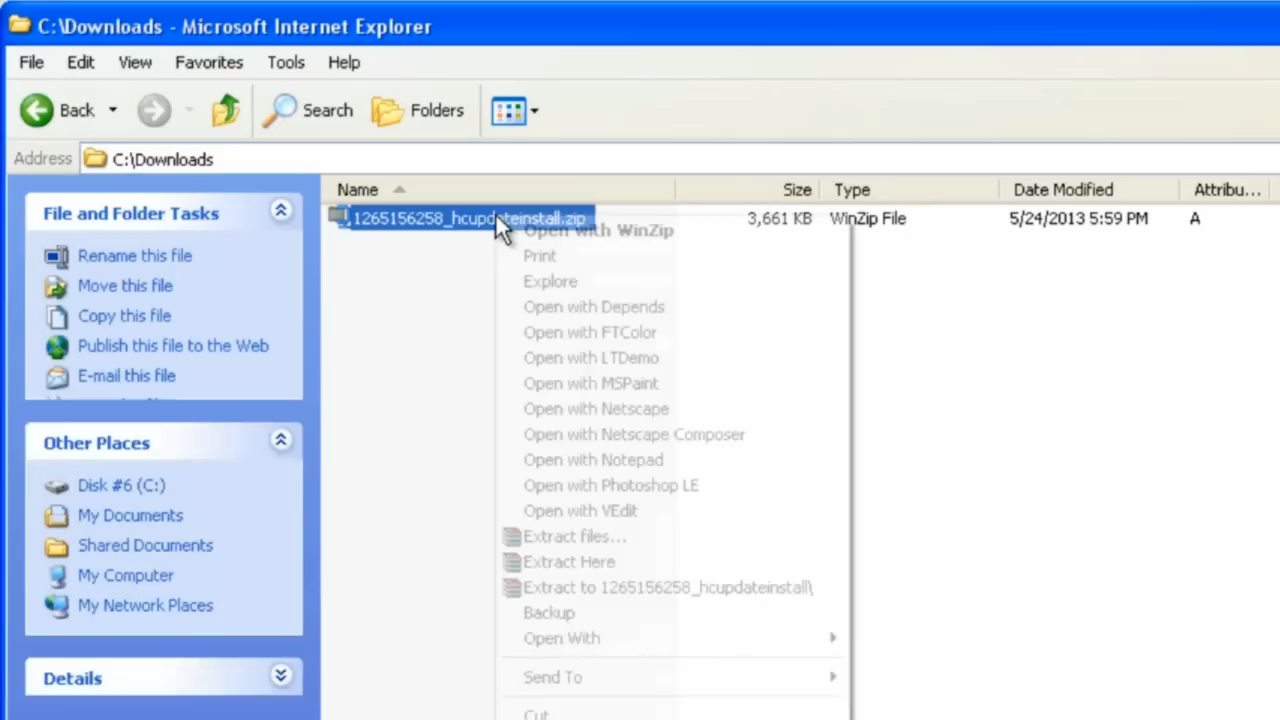 C:\Downloads - Microsoft Internet Explorer
File Edit View Favorites Tools Help
Back Search Folders
Address C:\Downloads
Name Size Type Date Modified Attribu...
1265156258_hcupdateinstall.zip 3,661 KB WinZip File 5/24/2013 5:59 PM A
File and Folder Tasks
Rename this file
Move this file
Copy this file
Publish this file to the Web
E-mail this file
Other Places
Disk #6 (C:)
My Documents
Shared Documents
My Computer
My Network Places
Details
Open with WinZip
Print
Explore
Open with Depends
Open with FTColor
Open with LTDemo
Open with MSPaint
Open with Netscape
Open with Netscape Composer
Open with Notepad
Open with Photoshop LE
Open with VEdit
Extract files...
Extract Here
Extract to 1265156258_hcupdateinstall\
Backup
Open With
Send To
Cut